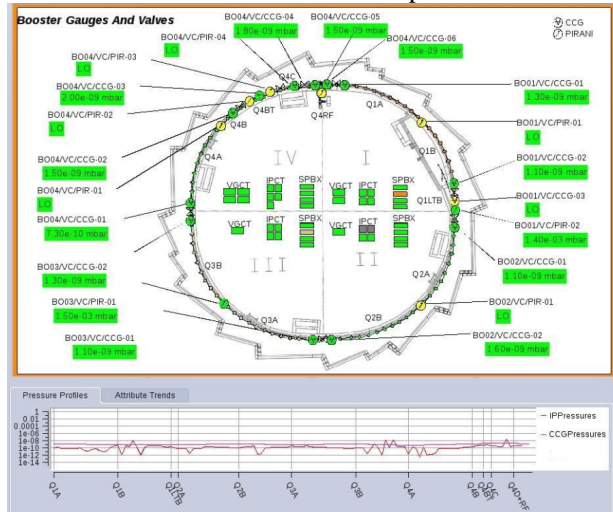 Booster Gauges And Valves
CCG
PIRANI
BO04/VC/CCG-04
1.80e-09 mbar
BO04/VC/CCG-05
1.50e-09 mbar
BO04/VC/PIR-04
LO
BO04/VC/CCG-06
1.50e-09 mbar
BO04/VC/PIR-03
LO
BO04/VC/CCG-03
2.00e-09 mbar
BO04/VC/PIR-02
LO
BO04/VC/CCG-02
1.50e-09 mbar
BO04/VC/PIR-01
LO
BO04/VC/CCG-01
7.30e-10 mbar
BO03/VC/CCG-02
1.30e-09 mbar
BO03/VC/PIR-01
1.50e-03 mbar
BO03/VC/CCG-01
1.10e-09 mbar
BO01/VC/CCG-01
1.30e-09 mbar
BO01/VC/PIR-01
LO
BO01/VC/CCG-02
1.10e-09 mbar
BO01/VC/CCG-03
LO
BO01/VC/PIR-02
1.40e-03 mbar
BO02/VC/CCG-01
1.10e-09 mbar
BO02/VC/PIR-01
LO
BO02/VC/CCG-02
1.60e-09 mbar
Q4C
Q4BT
Q4B
Q4A
Q4RF
Q1A
Q1B
Q1LTB
Q2A
Q2B
Q3A
Q3B
IV I
VGCT IPCT SPBX VGCT IPCT SPBX
VGCT IPCT SPBX VGCT IPCT SPBX
III II
Pressure Profiles Attribute Trends
1
0.01
0.0001
1e-06
1e-08
1e-10
1e-12
1e-14
IPPressures
CCGPressures
Q1A Q1B Q1LTB Q2A Q2B Q3A Q3B Q4A Q4B Q4BT Q4C Q4D+RF